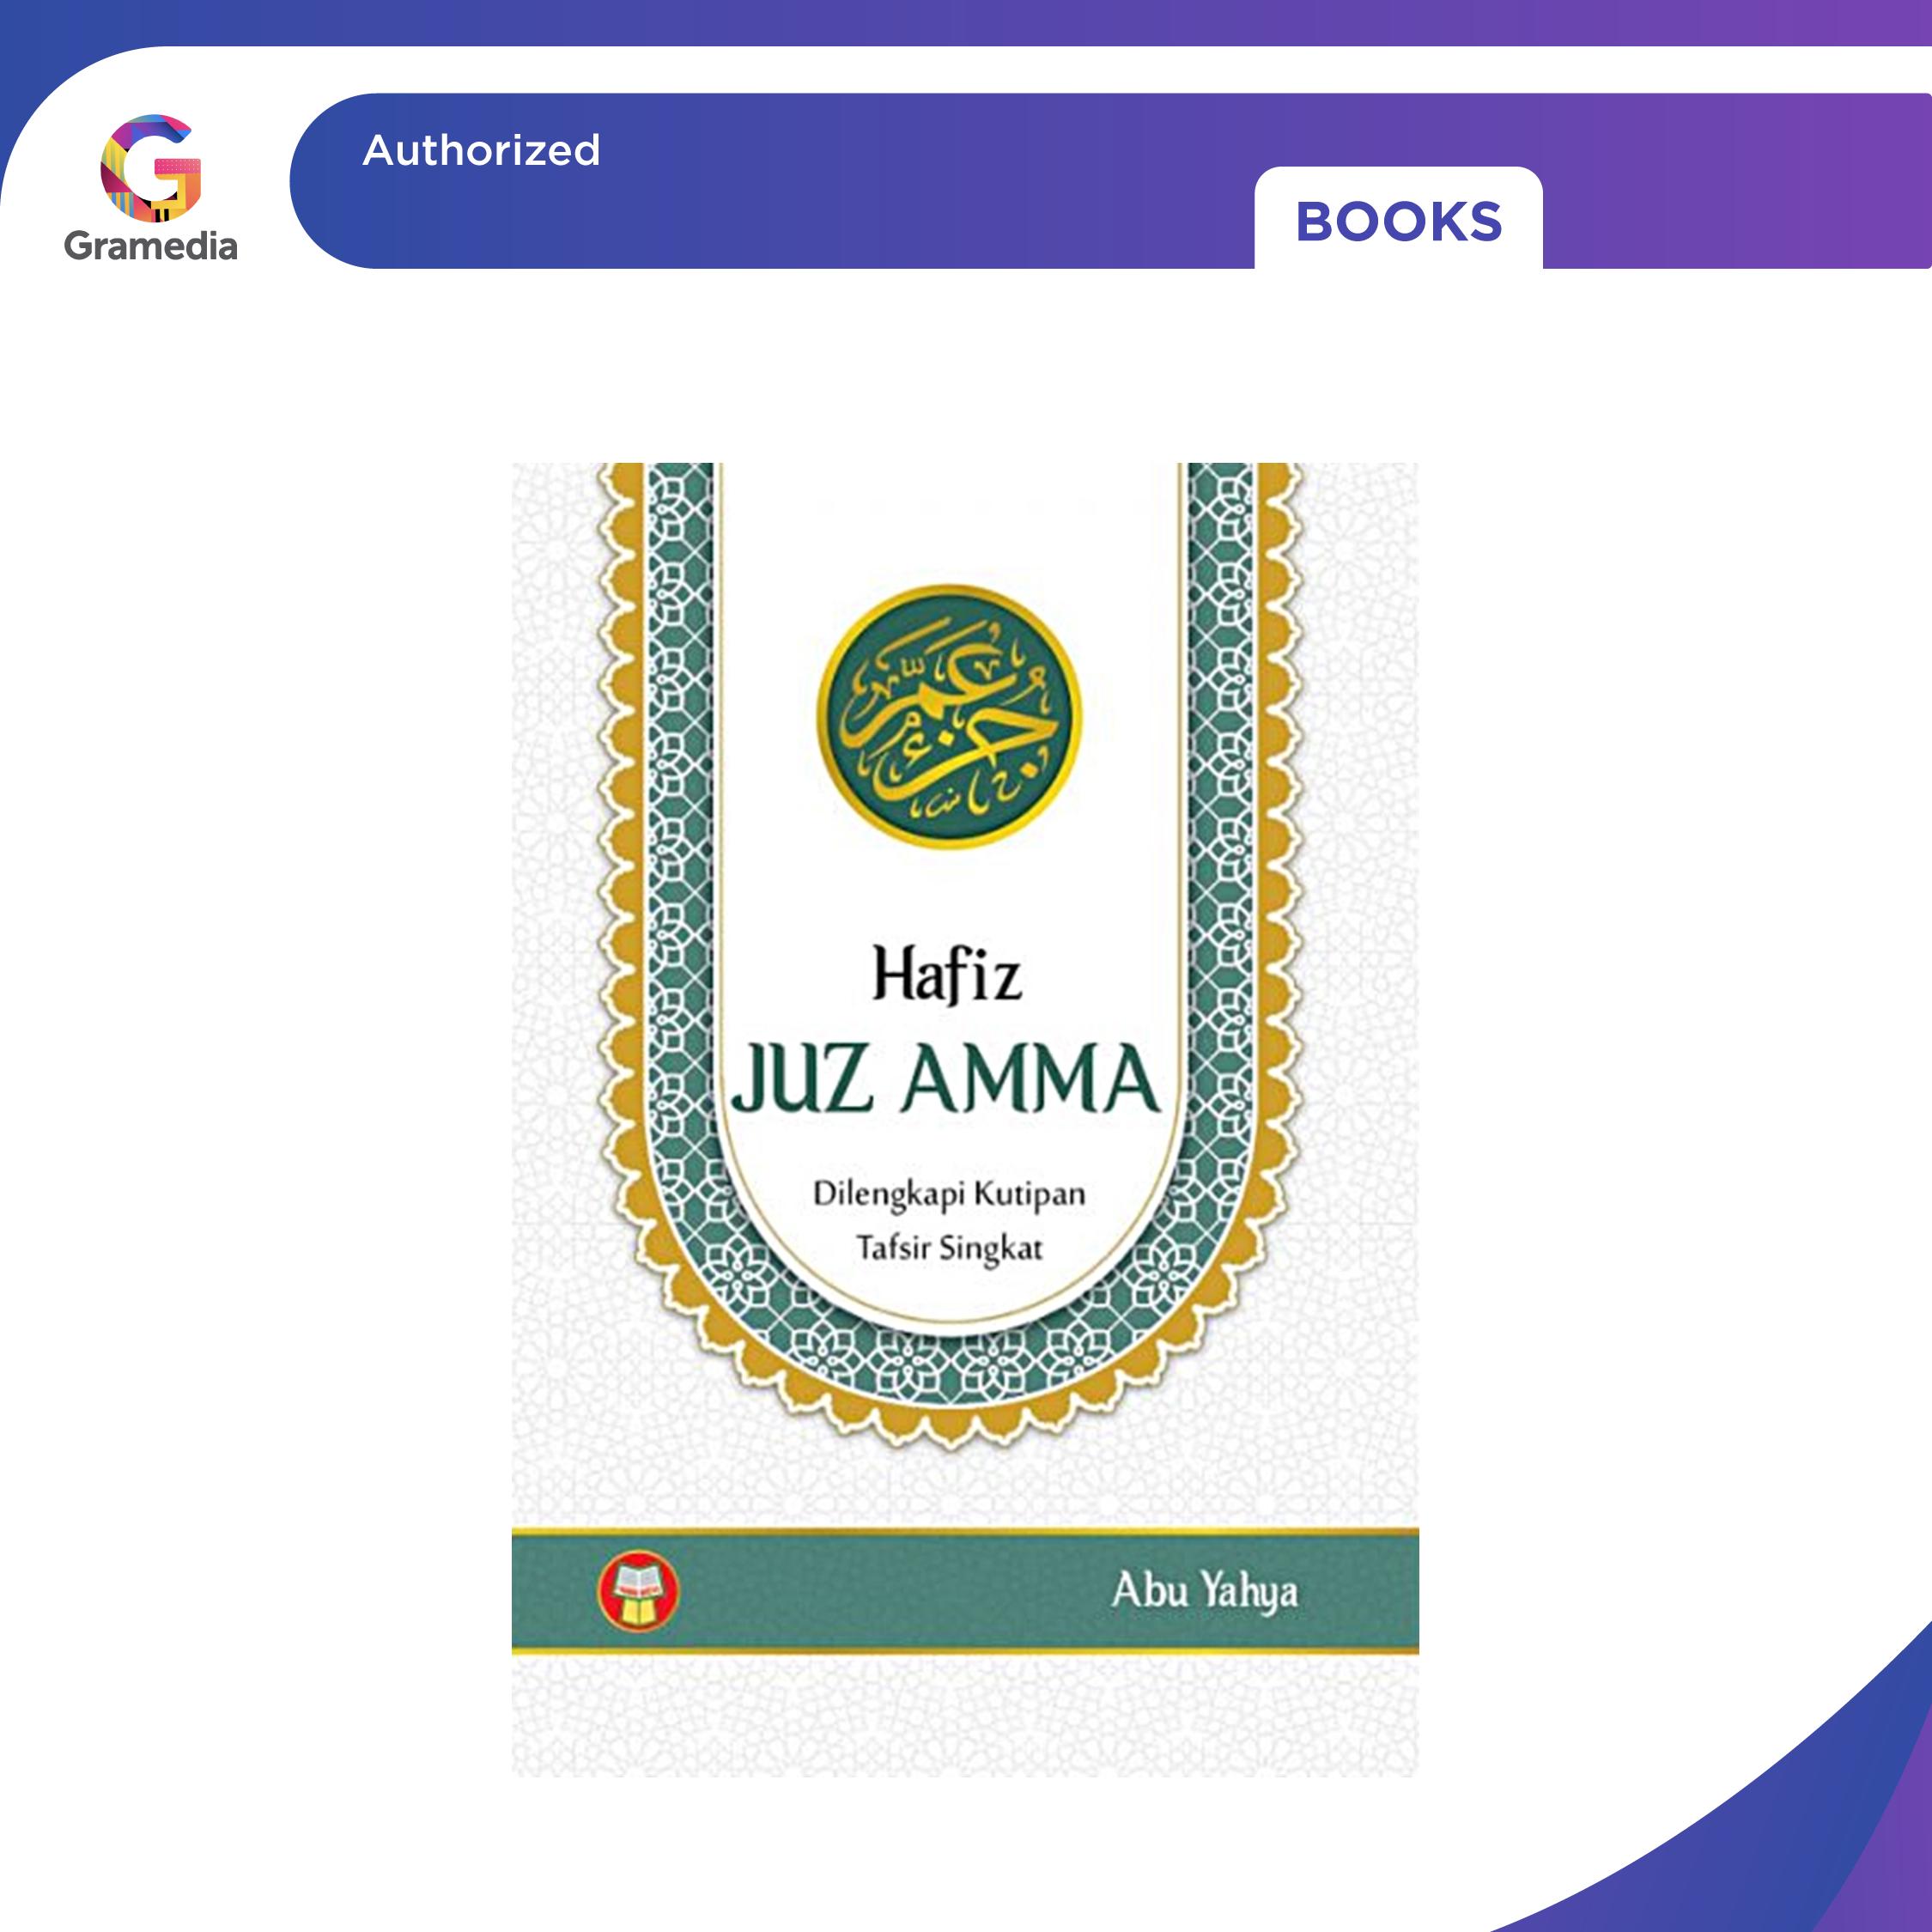 Gramedia
Authorized
BOOKS
جزء عم
Hafiz
JUZ AMMA
Dilengkapi Kutipan
Tafsir Singkat
Abu Yahya